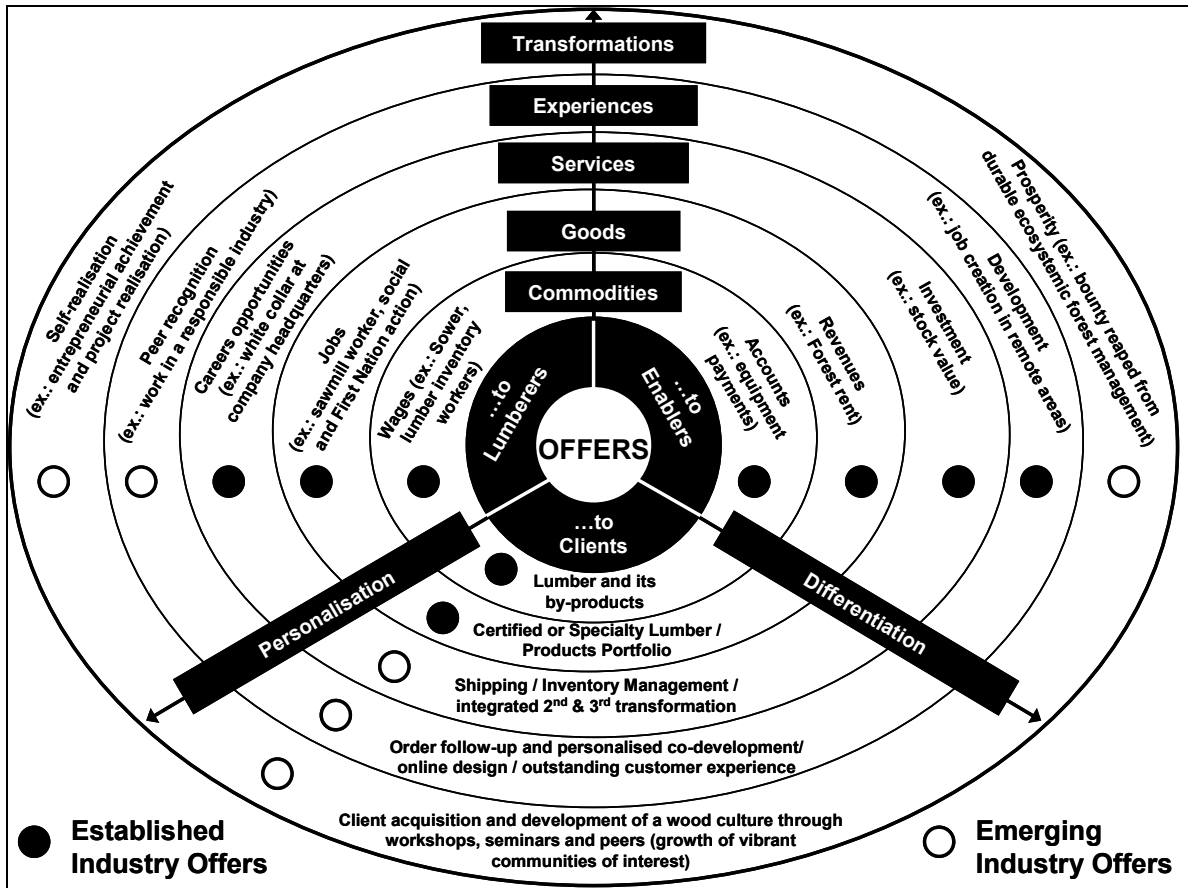 Transformations
Experiences
Services
Goods
Commodities
Self-realisation
(ex.: entrepreneurial achievement
and project realisation)
Peer recognition
(ex.: work in a responsible industry)
Careers opportunities
(ex.: white collar at
company headquarters)
Jobs
(ex.: sawmill worker, social
and First Nation action)
Wages (ex.: Sower,
lumber inventory
workers)
...to
Lumberers
OFFERS
...to
Enablers
...to
Clients
Accounts
(ex.: equipment
payments)
Revenues
(ex.: Forest rent)
Investment
(ex.: stock value)
Development
(ex.: job creation in remote areas)
Prosperity (ex.: bounty reaped from
durable ecosystemic forest management)
Personalisation
Differentiation
Lumber and its
by-products
Certified or Specialty Lumber /
Products Portfolio
Shipping / Inventory Management /
integrated 2nd & 3rd transformation
Order follow-up and personalised co-development/
online design / outstanding customer experience
Client acquisition and development of a wood culture through
workshops, seminars and peers (growth of vibrant
communities of interest)
Established
Industry Offers
Emerging
Industry Offers